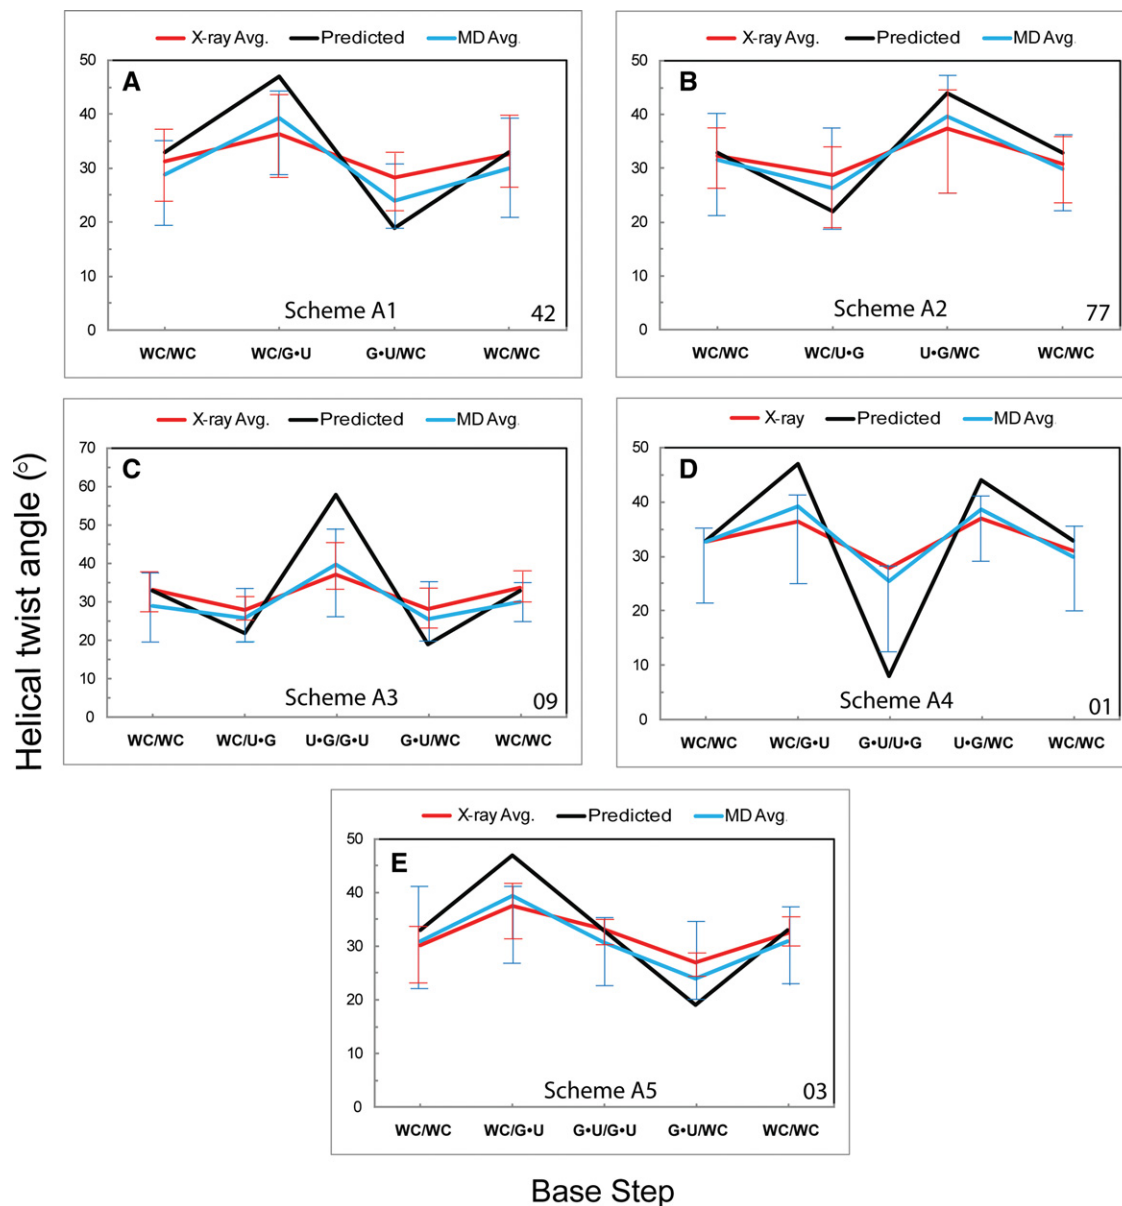 X-ray Avg. Predicted MD Avg.
A
50
40
30
20
10
0
Scheme A1 42
WC/WC WC/G•U G•U/WC WC/WC
X-ray Avg. Predicted MD Avg.
B
50
40
30
20
10
0
Scheme A2 77
WC/WC WC/U•G U•G/WC WC/WC
X-ray Avg. Predicted MD Avg.
C
70
60
50
40
30
20
10
0
Scheme A3 09
WC/WC WC/U•G U•G/G•U G•U/WC WC/WC
X-ray Predicted MD Avg.
D
50
40
30
20
10
0
Scheme A4 01
WC/WC WC/G•U G•U/U•G U•G/WC WC/WC
X-ray Avg. Predicted MD Avg.
E
50
40
30
20
10
0
Scheme A5 03
WC/WC WC/G•U G•U/G•U G•U/WC WC/WC
Helical twist angle (°)
Base Step